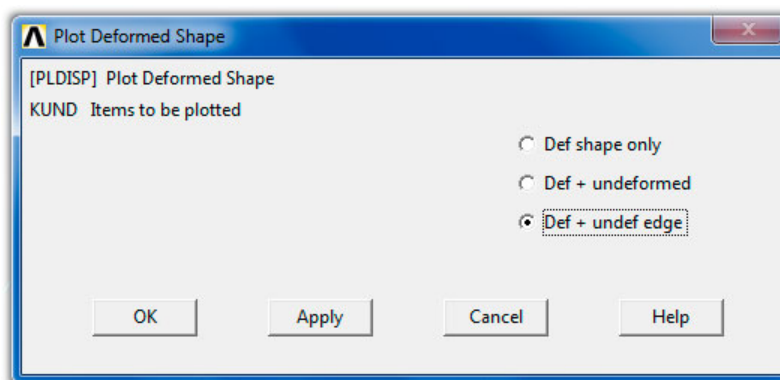 Plot Deformed Shape
[PLDISP] Plot Deformed Shape
KUND Items to be plotted
Def shape only
Def + undeformed
Def + undef edge
OK Apply Cancel Help